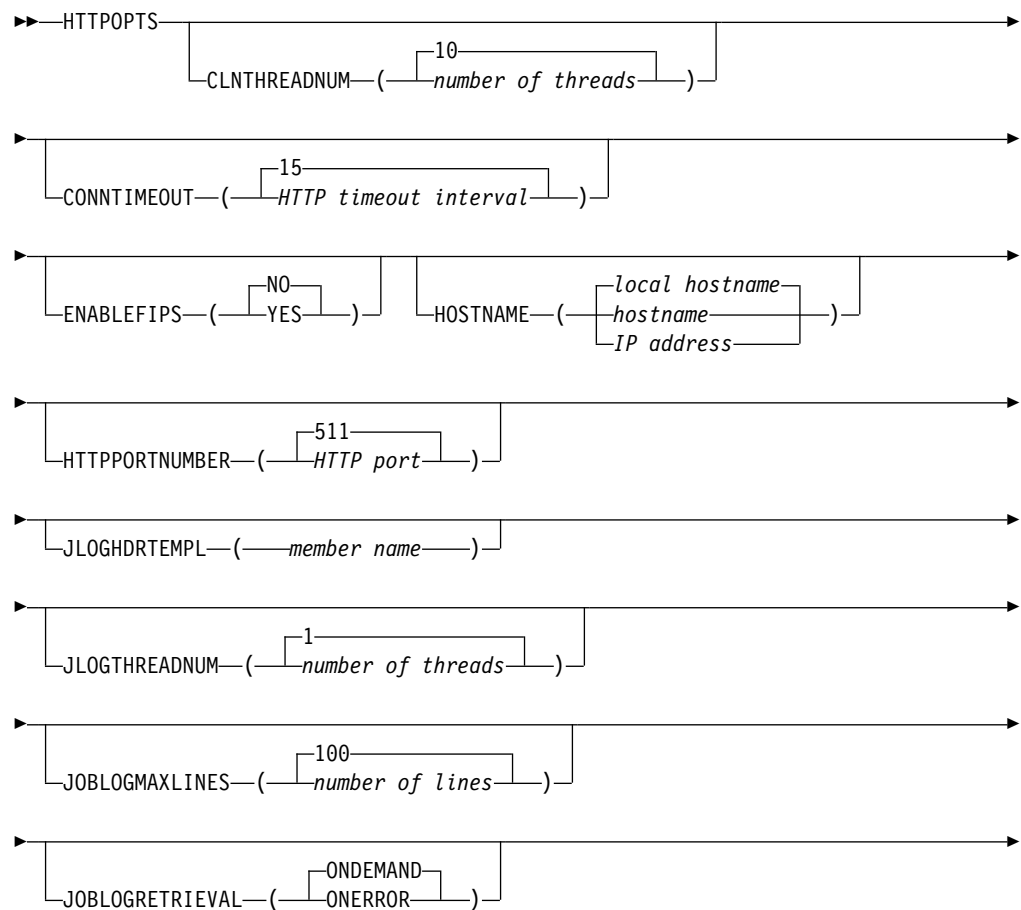 HTTPOPTS
10
CLNTHREADNUM ( number of threads )
15
CONNTIMEOUT ( HTTP timeout interval )
NO local hostname
ENABLEFIPS ( YES ) HOSTNAME ( hostname )
IP address
511
HTTPPORTNUMBER ( HTTP port )
JLOGHDRTEMPL ( member name )
1
JLOGTHREADNUM ( number of threads )
100
JOBLOGMAXLINES ( number of lines )
ONDEMAND
JOBLOGRETRIEVAL ( ONERROR )